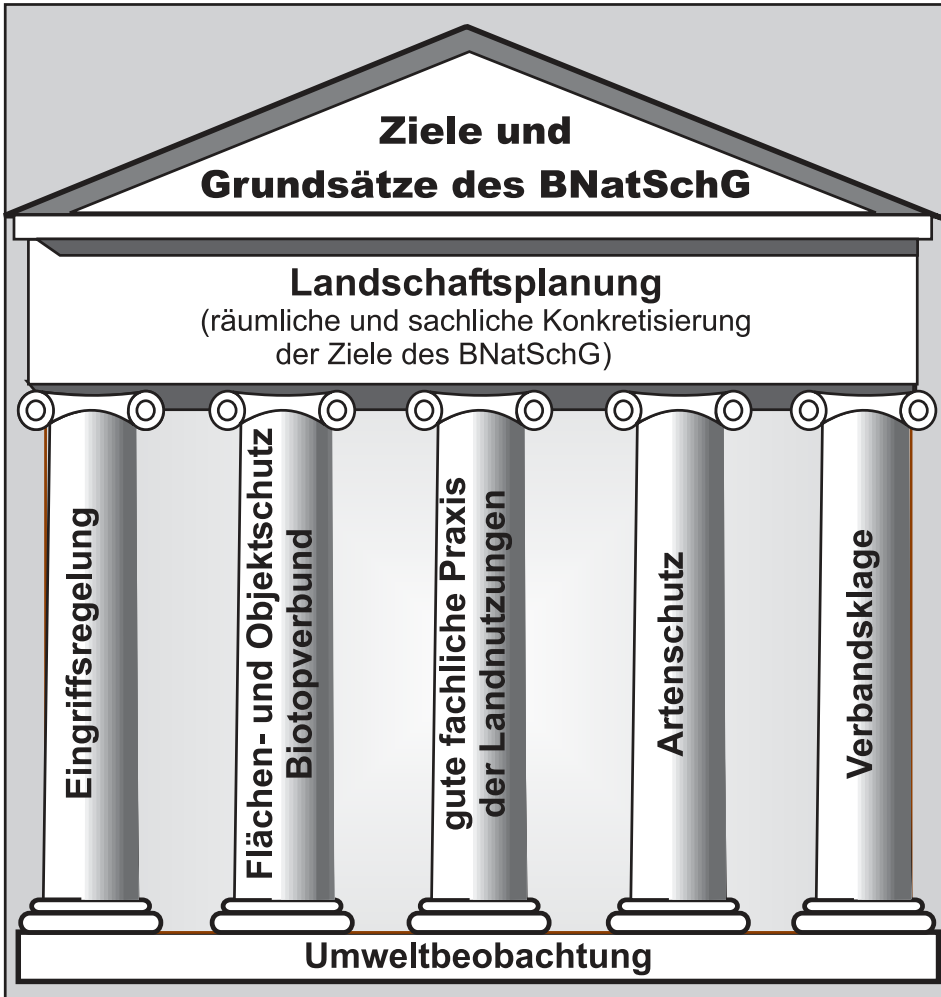 Ziele und
Grundsätze des BNatSchG
Landschaftsplanung
(räumliche und sachliche Konkretisierung
der Ziele des BNatSchG)
Eingriffsregelung
Flächen- und Objektschutz
Biotopverbund
gute fachliche Praxis
der Landnutzungen
Artenschutz
Verbandsklage
Umweltbeobachtung